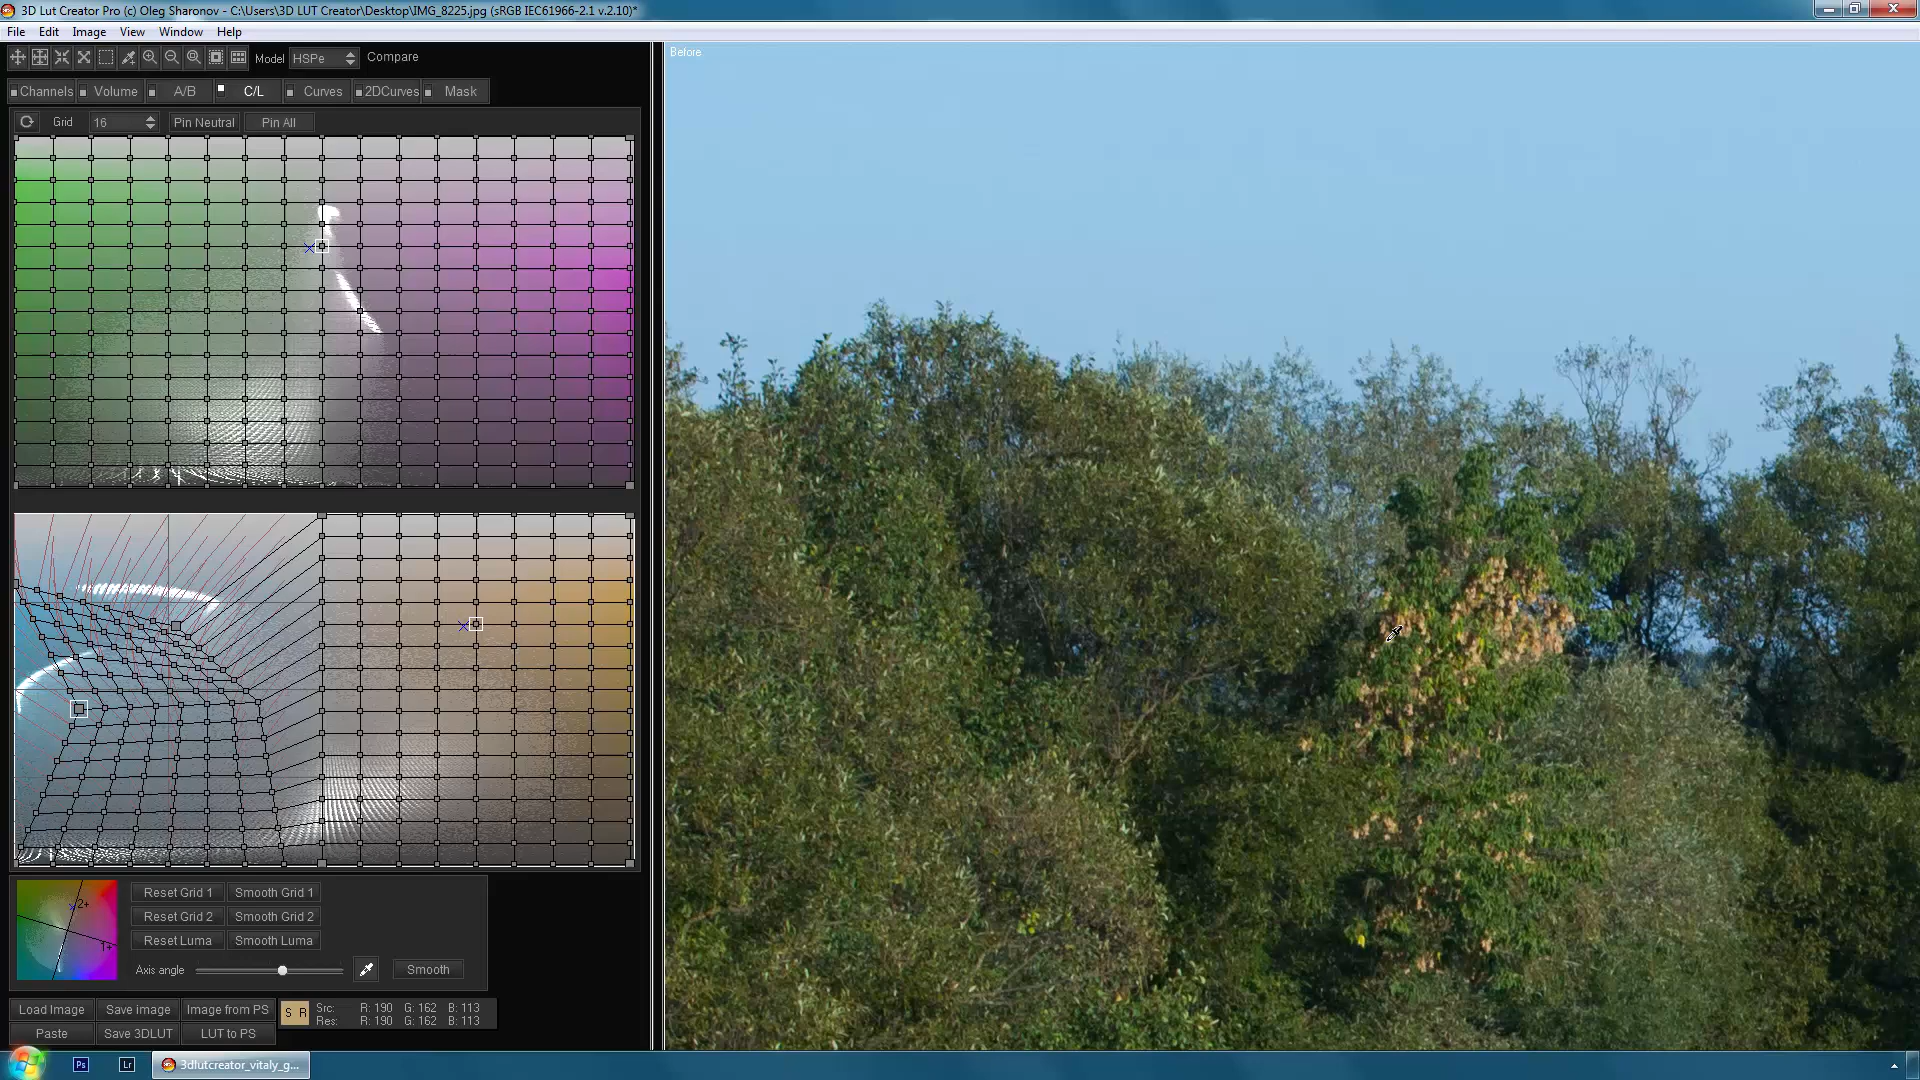 3D Lut Creator Pro (c) Oleg Sharonov - C:\Users\3D LUT Creator\Desktop\IMG_8225.jpg (sRGB IEC61966-2.1 v.2.10)*
File Edit Image View Window Help
Model HSPe Compare
Before
Channels Volume A/B C/L Curves 2DCurves Mask
Grid 16 Pin Neutral Pin All
2+
1+
Reset Grid 1 Smooth Grid 1
Reset Grid 2 Smooth Grid 2
Reset Luma Smooth Luma
Axis angle Smooth
Load Image Save image Image from PS
Paste Save 3DLUT LUT to PS
S R
Src: R: 190 G: 162 B: 113
Res: R: 190 G: 162 B: 113
Ps Lr 3dlutcreator_vitaly_g...